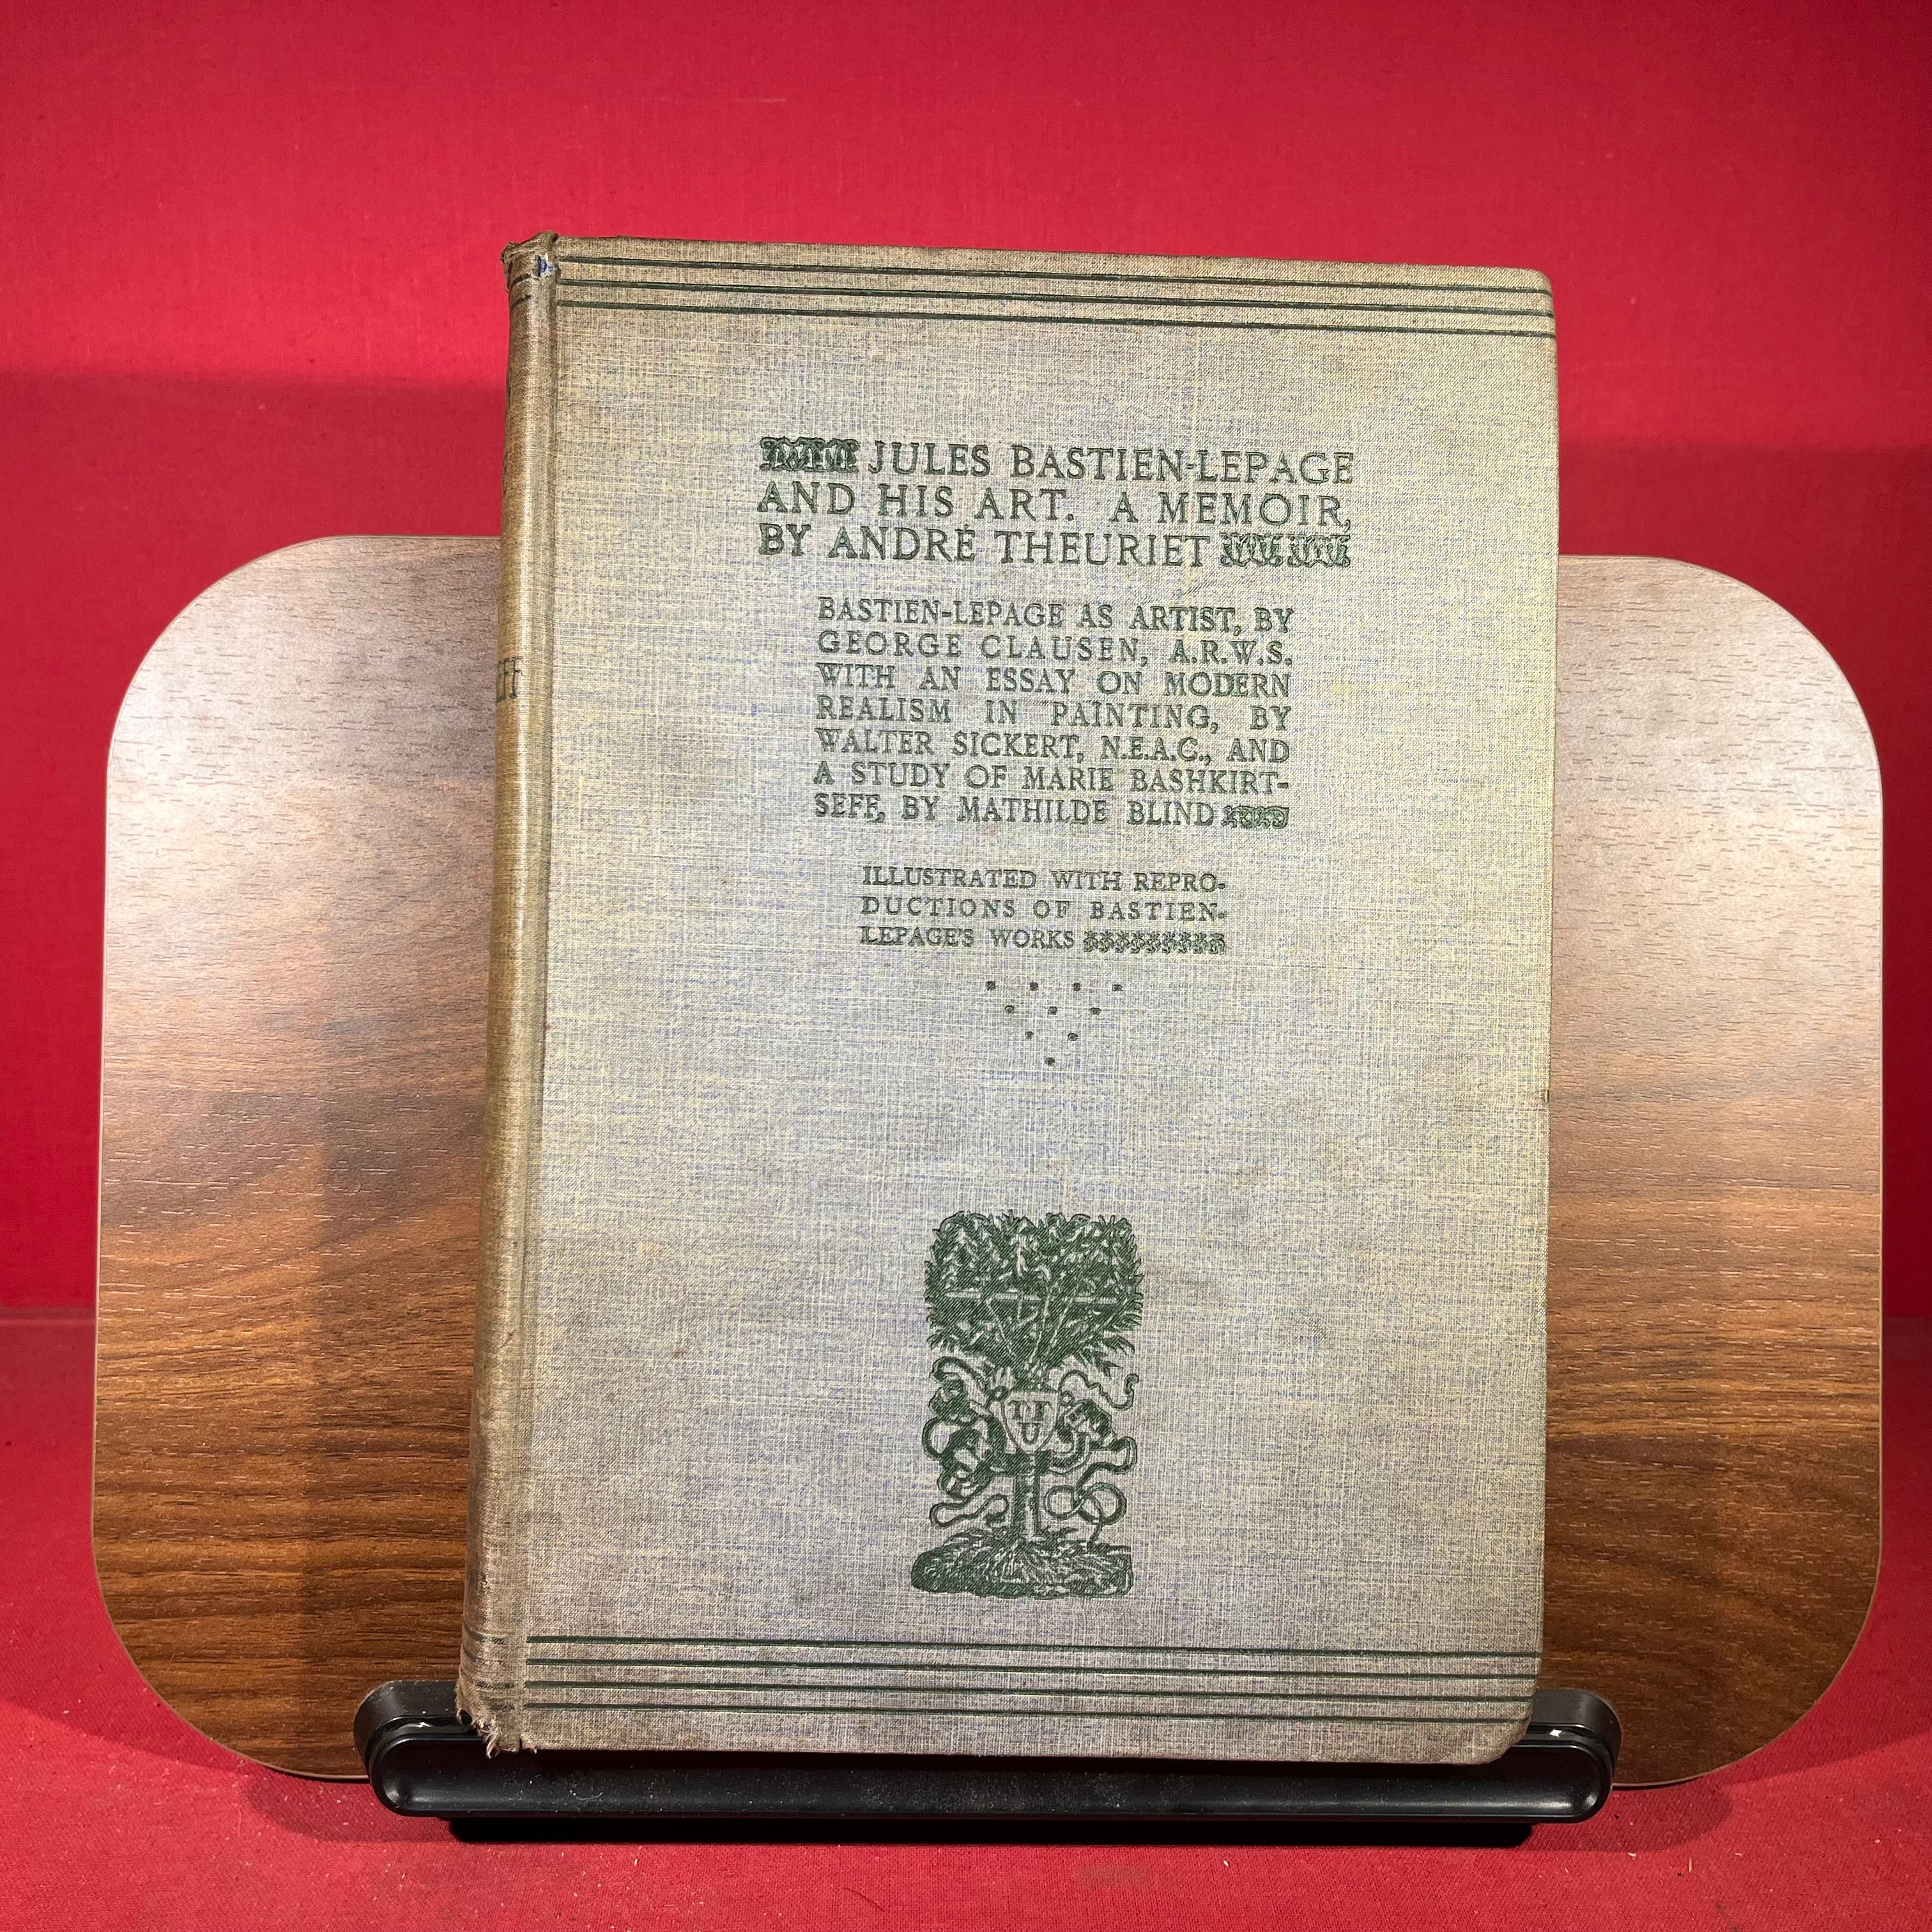 JULES BASTIEN-LEPAGE
AND HIS ART. A MEMOIR,
BY ANDRÉ THEURIET
BASTIEN-LEPAGE AS ARTIST, BY
GEORGE CLAUSEN, A.R.W.S.
WITH AN ESSAY ON MODERN
REALISM IN PAINTING, BY
WALTER SICKERT, N.E.A.C., AND
A STUDY OF MARIE BASHKIRT-
SEFF, BY MATHILDE BLIND
ILLUSTRATED WITH REPRO-
DUCTIONS OF BASTIEN-
LEPAGE'S WORKS